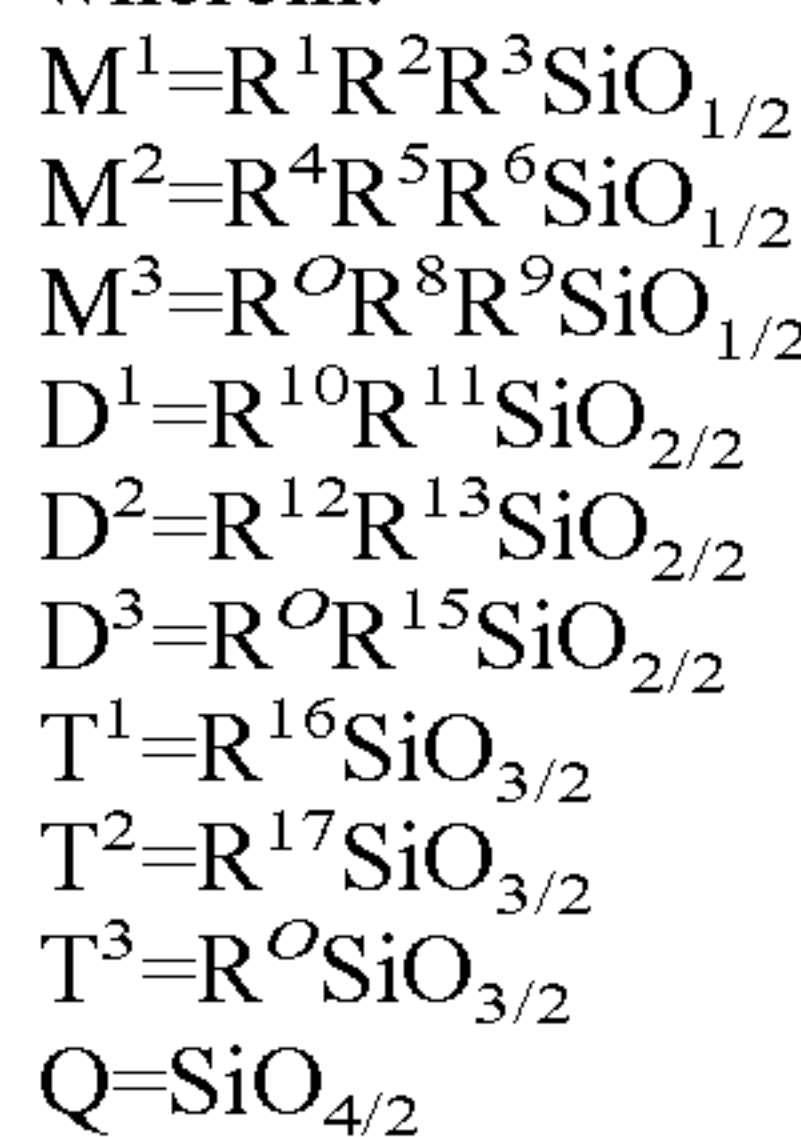 M¹=R¹R²R³SiO₁/₂
M²=R⁴R⁵R⁶SiO₁/₂
M³=RᴼR⁸R⁹SiO₁/₂
D¹=R¹⁰R¹¹SiO₂/₂
D²=R¹²R¹³SiO₂/₂
D³=RᴼR¹⁵SiO₂/₂
T¹=R¹⁶SiO₃/₂
T²=R¹⁷SiO₃/₂
T³=RᴼSiO₃/₂
Q=SiO₄/₂